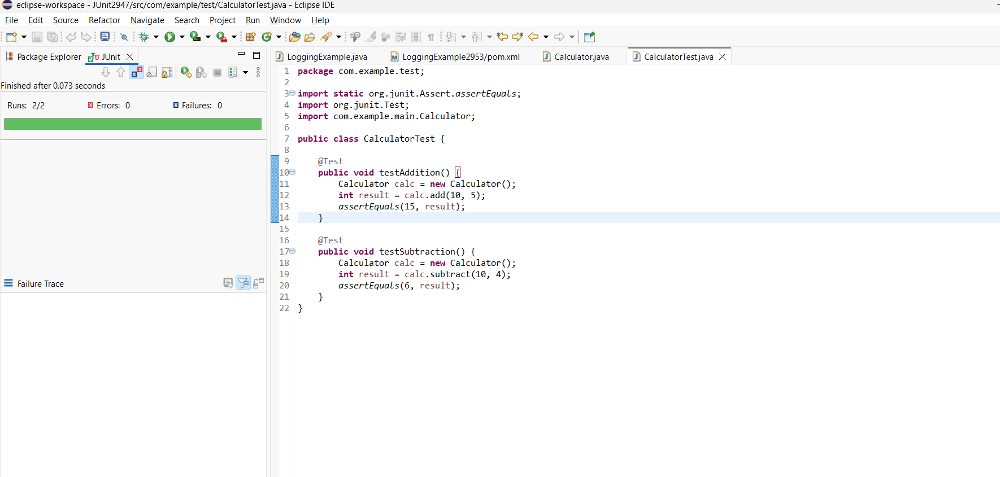 eclipse-workspace - JUnit2947/src/com/example/test/CalculatorTest.java - Eclipse IDE
File Edit Source Refactor Navigate Search Project Run Window Help
Package Explorer JUnit
LoggingExample.java LoggingExample2953/pom.xml Calculator.java CalculatorTest.java
Finished after 0.073 seconds
Runs: 2/2 Errors: 0 Failures: 0
Failure Trace
1 package com.example.test;
2
3 import static org.junit.Assert.assertEquals;
4 import org.junit.Test;
5 import com.example.main.Calculator;
6
7 public class CalculatorTest {
8
9     @Test
10     public void testAddition() {
11         Calculator calc = new Calculator();
12         int result = calc.add(10, 5);
13         assertEquals(15, result);
14     }
15
16     @Test
17     public void testSubtraction() {
18         Calculator calc = new Calculator();
19         int result = calc.subtract(10, 4);
20         assertEquals(6, result);
21     }
22 }